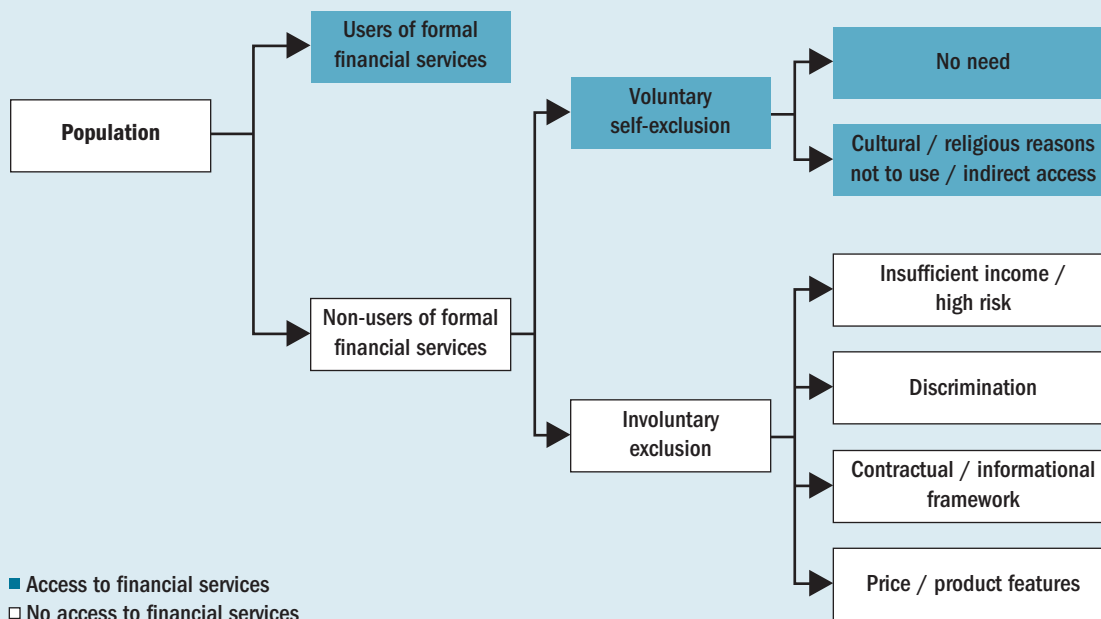 Population
Users of formal
financial services
Non-users of formal
financial services
Voluntary
self-exclusion
Involuntary
exclusion
No need
Cultural / religious reasons
not to use / indirect access
Insufficient income /
high risk
Discrimination
Contractual / informational
framework
Price / product features
Access to financial services
No access to financial services